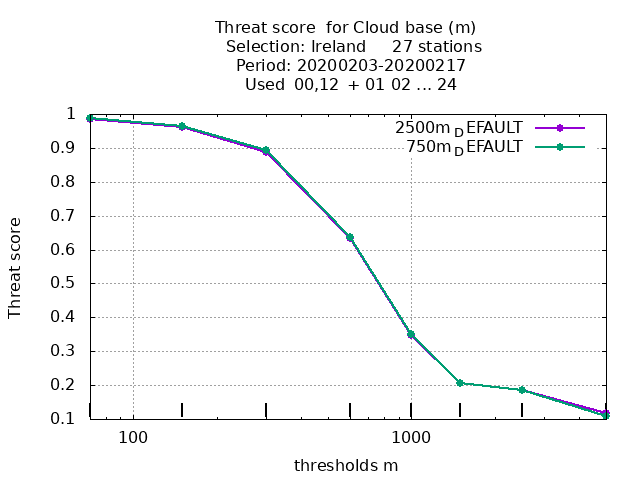 Threat score  for Cloud base (m)
Selection: Ireland     27 stations
Period: 20200203-20200217
Used  00,12  + 01 02 ... 24
2500m_DEFAULT
750m_DEFAULT
Threat score
1
0.9
0.8
0.7
0.6
0.5
0.4
0.3
0.2
0.1
100
1000
thresholds m